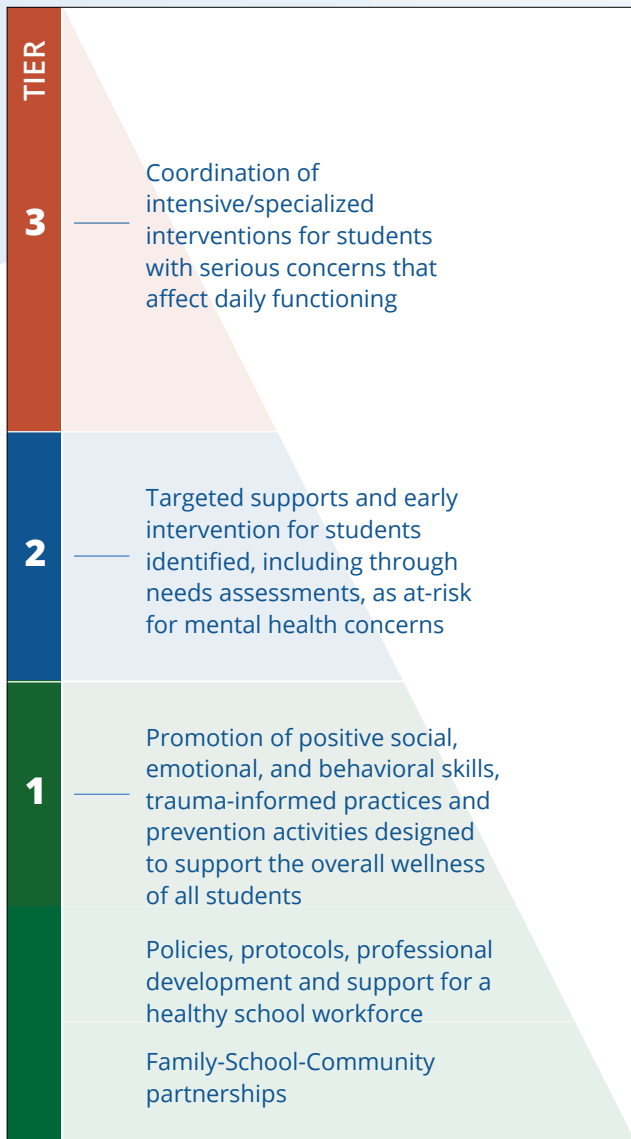 TIER
3
Coordination of
intensive/specialized
interventions for students
with serious concerns that
affect daily functioning
2
Targeted supports and early
intervention for students
identified, including through
needs assessments, as at-risk
for mental health concerns
1
Promotion of positive social,
emotional, and behavioral skills,
trauma-informed practices and
prevention activities designed
to support the overall wellness
of all students
Policies, protocols, professional
development and support for a
healthy school workforce
Family-School-Community
partnerships